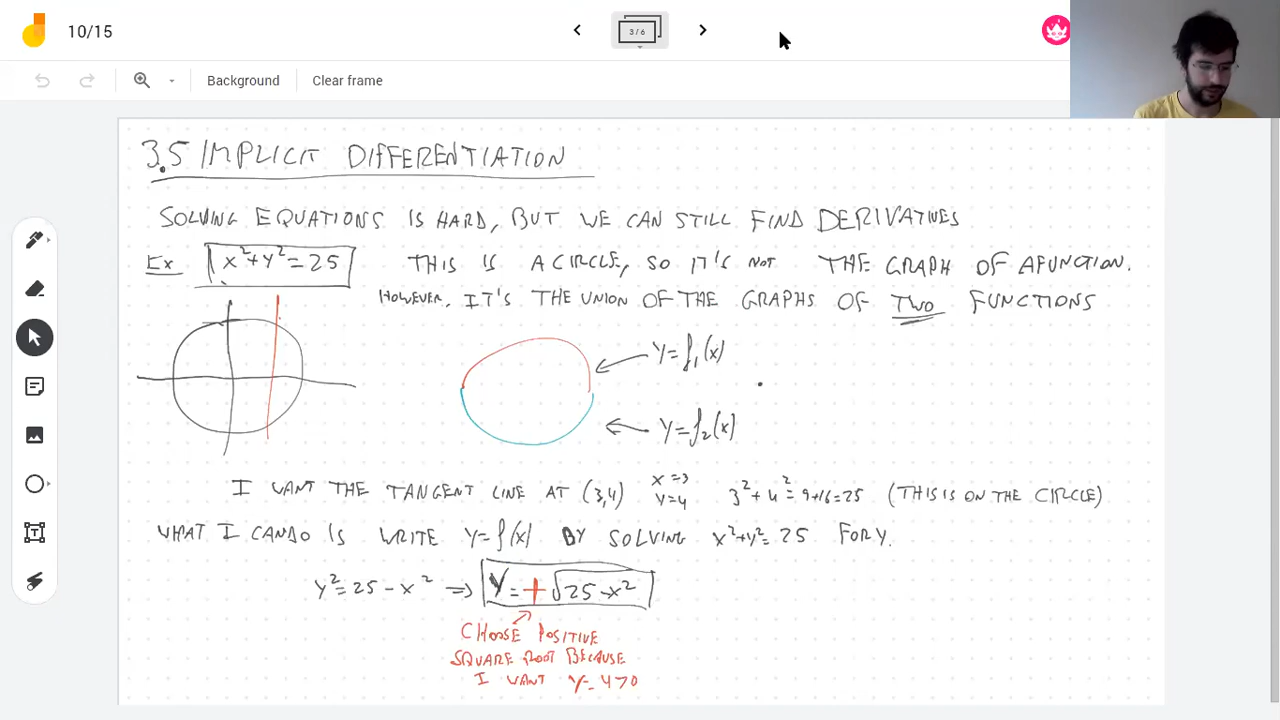 10/15
3 / 6
Background
Clear frame
3.5 IMPLICIT DIFFERENTIATION
SOLVING EQUATIONS IS HARD, BUT WE CAN STILL FIND DERIVATIVES
Ex x²+y²=25 THIS IS A CIRCLE, SO IT'S NOT THE GRAPH OF A FUNCTION.
HOWEVER, IT'S THE UNION OF THE GRAPHS OF TWO FUNCTIONS
Y=f₁(x)
Y=f₂(x)
I WANT THE TANGENT LINE AT (3,4) X=3 Y=4 3²+4²=9+16=25 (THIS IS ON THE CIRCLE)
WHAT I CAN DO IS WRITE Y=f(x) BY SOLVING x²+y²=25 FOR Y.
Y²=25-X² ⇒ Y=+√25-X²
CHOOSE POSITIVE
SQUARE ROOT BECAUSE
I WANT Y=4>0